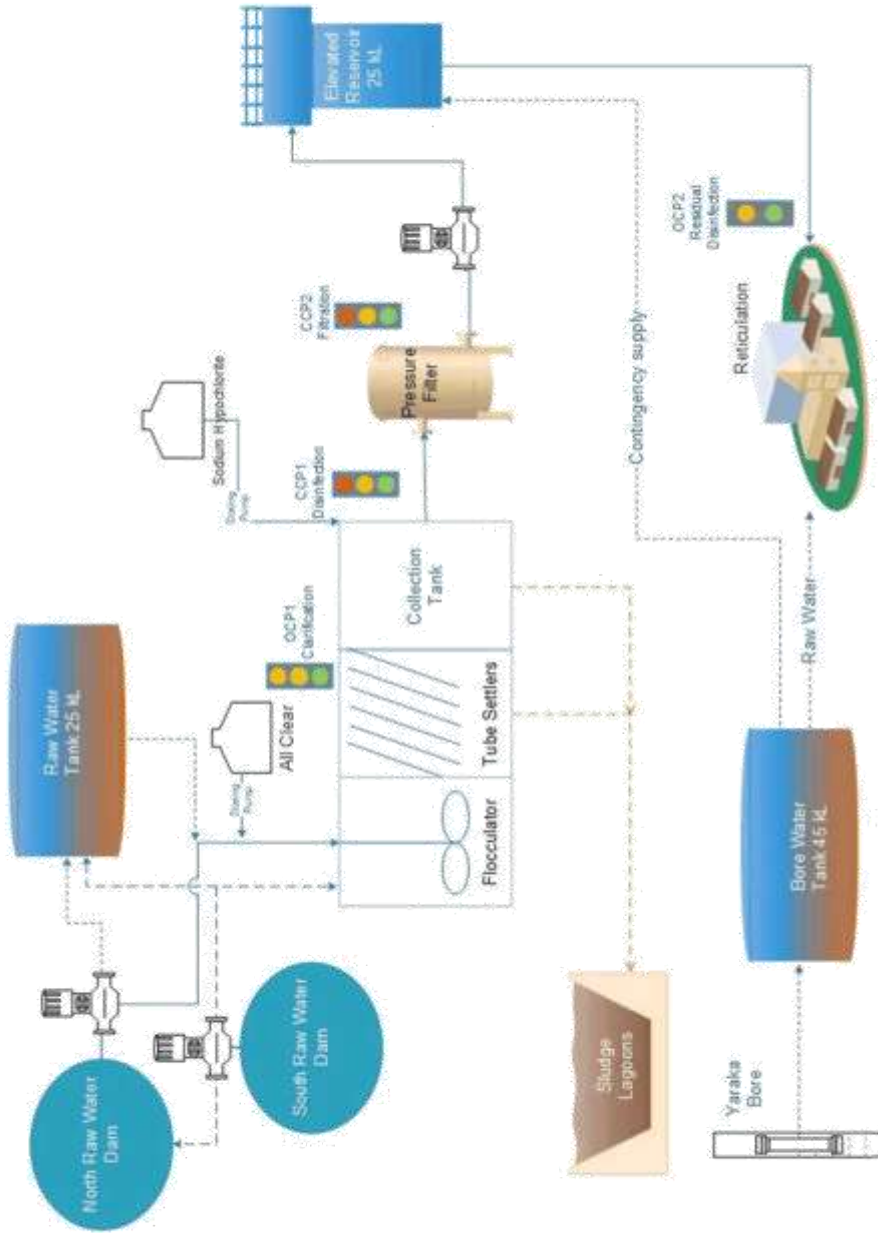 North Raw Water
Dam
South Raw Water
Dam
Raw Water
Tank 25 kL
Dosing
Pump
All Clear
OCP1
Clarification
Flocculator
Tube Settlers
Collection
Tank
Dosing
Pump
Sodium Hypochlorite
CCP1
Disinfection
Pressure
Filter
CCP2
Filtration
Elevated
Reservoir
25 kL
Sludge
Lagoons
Yaraka
Bore
Bore Water
Tank 45 kL
Contingency supply
Raw Water
Reticulation
OCP2
Residual
Disinfection